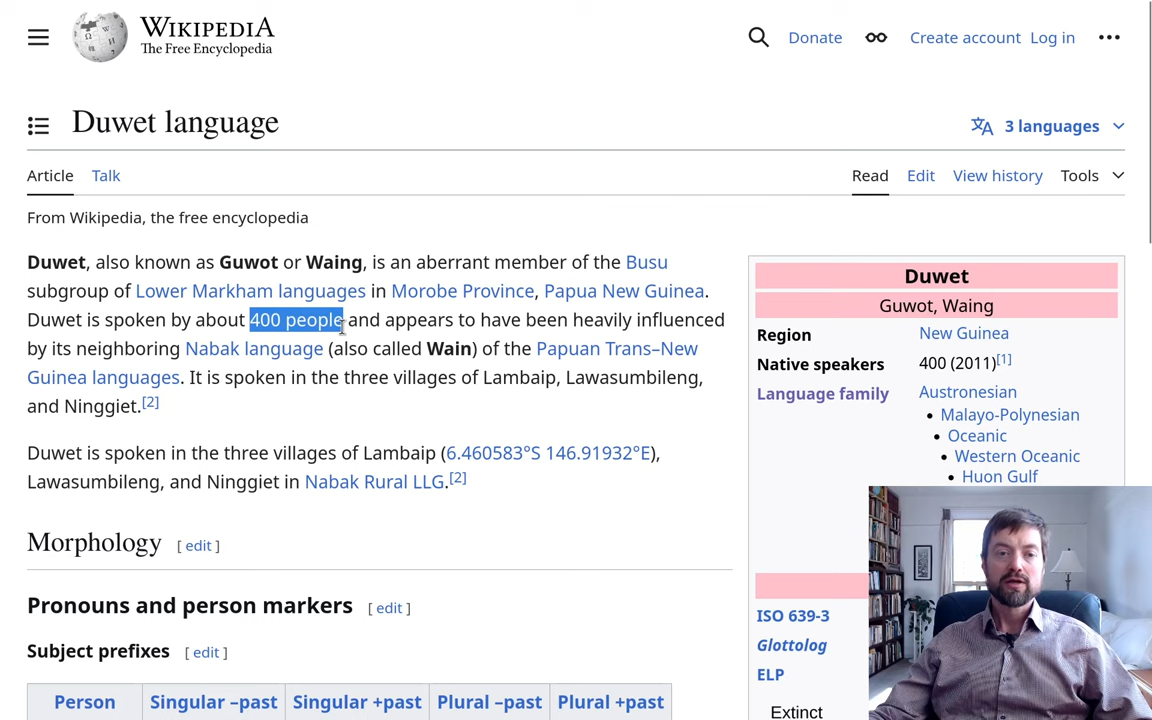 WIKIPEDIA
The Free Encyclopedia
Donate
Create account Log in
Duwet language
3 languages
Article Talk
Read Edit View history Tools
From Wikipedia, the free encyclopedia
Duwet, also known as Guwot or Waing, is an aberrant member of the Busu
subgroup of Lower Markham languages in Morobe Province, Papua New Guinea.
Duwet is spoken by about 400 people and appears to have been heavily influenced
by its neighboring Nabak language (also called Wain) of the Papuan Trans–New
Guinea languages. It is spoken in the three villages of Lambaip, Lawasumbileng,
and Ninggiet.[2]
Duwet is spoken in the three villages of Lambaip (6.460583°S 146.91932°E),
Lawasumbileng, and Ninggiet in Nabak Rural LLG.[2]
Morphology [ edit ]
Pronouns and person markers [ edit ]
Subject prefixes [ edit ]
Person Singular –past Singular +past Plural –past Plural +past
Duwet
Guwot, Waing
Region New Guinea
Native speakers 400 (2011)[1]
Language family Austronesian
• Malayo-Polynesian
• Oceanic
• Western Oceanic
• Huon Gulf
ISO 639-3
Glottolog
ELP
Extinct